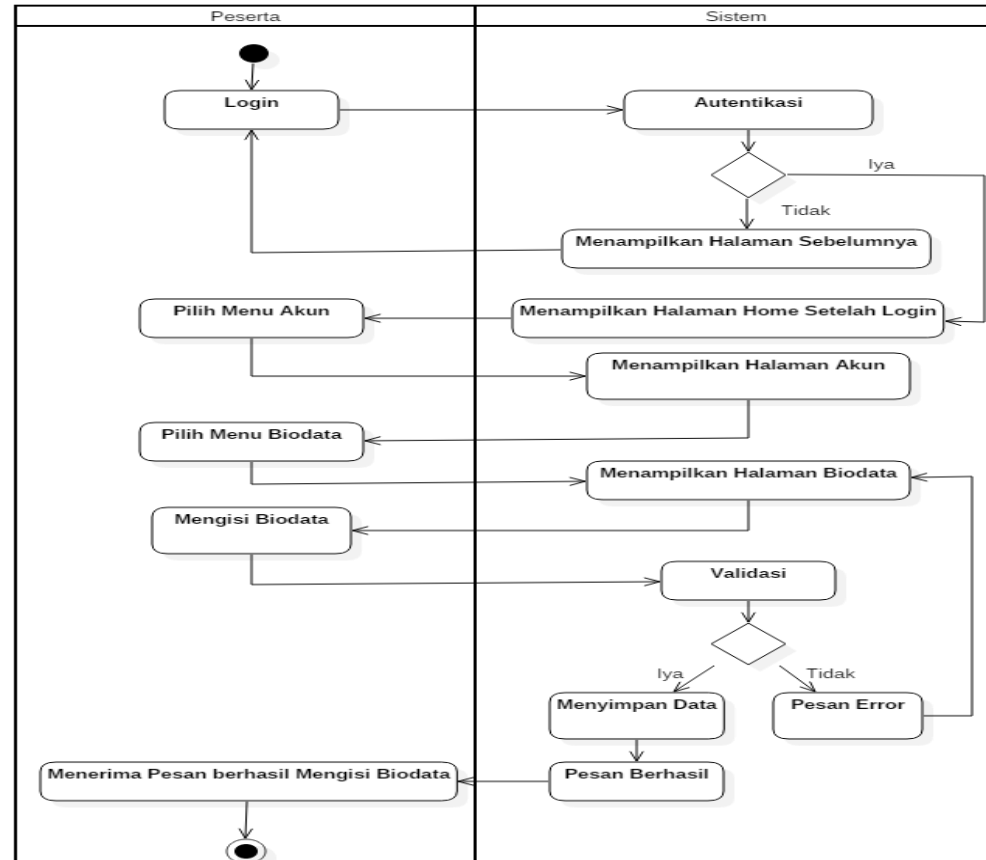 Peserta
Sistem
Login
Autentikasi
Iya
Tidak
Menampilkan Halaman Sebelumnya
Pilih Menu Akun
Menampilkan Halaman Home Setelah Login
Menampilkan Halaman Akun
Pilih Menu Biodata
Menampilkan Halaman Biodata
Mengisi Biodata
Validasi
Iya
Tidak
Menyimpan Data
Pesan Error
Menerima Pesan berhasil Mengisi Biodata
Pesan Berhasil